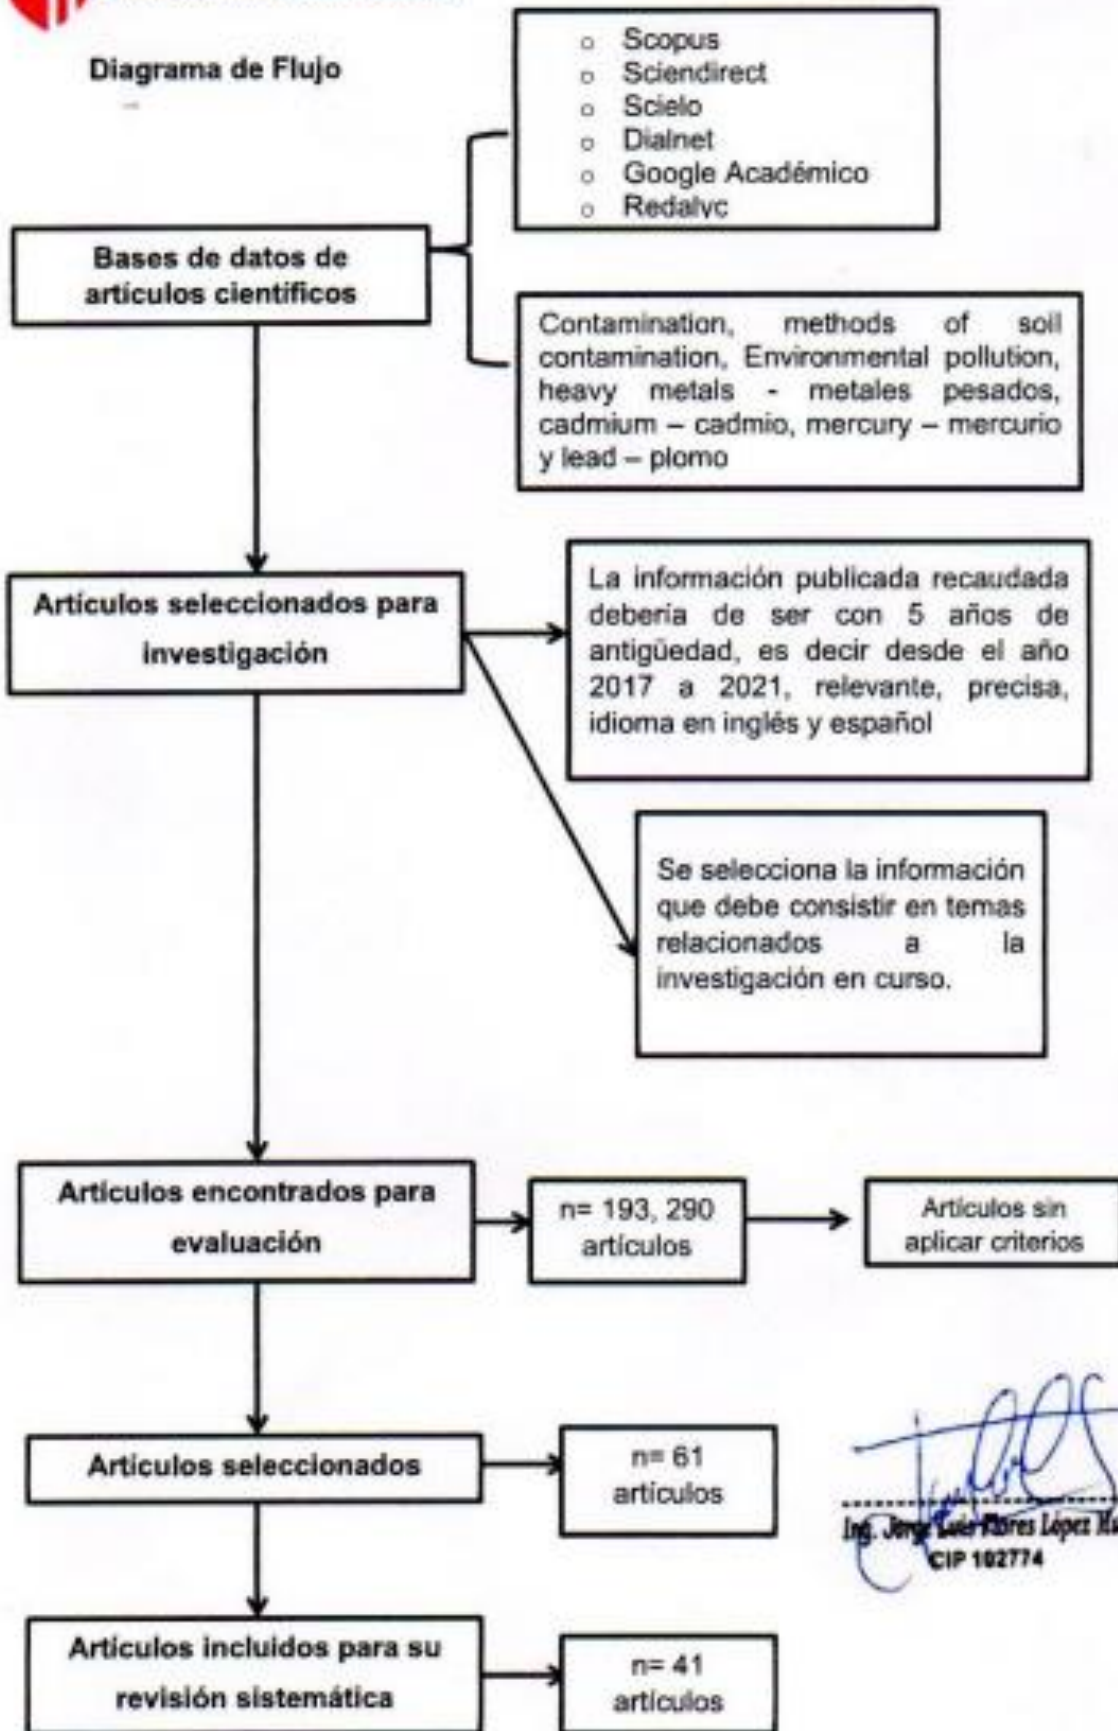 Diagrama de Flujo
Scopus
Sciendirect
Scielo
Dialnet
Google Académico
Redalyc
Bases de datos de
artículos científicos
Contamination, methods of soil
contamination, Environmental pollution,
heavy metals - metales pesados,
cadmium – cadmio, mercury – mercurio
y lead – plomo
Artículos seleccionados para
investigación
La información publicada recaudada
debería de ser con 5 años de
antigüedad, es decir desde el año
2017 a 2021, relevante, precisa,
idioma en inglés y español
Se selecciona la información
que debe consistir en temas
relacionados a la
investigación en curso.
Artículos encontrados para
evaluación
n= 193, 290
artículos
Artículos sin
aplicar criterios
Artículos seleccionados
n= 61
artículos
Ing. Jorge Luis Flores López
CIP 102774
Artículos incluidos para su
revisión sistemática
n= 41
artículos